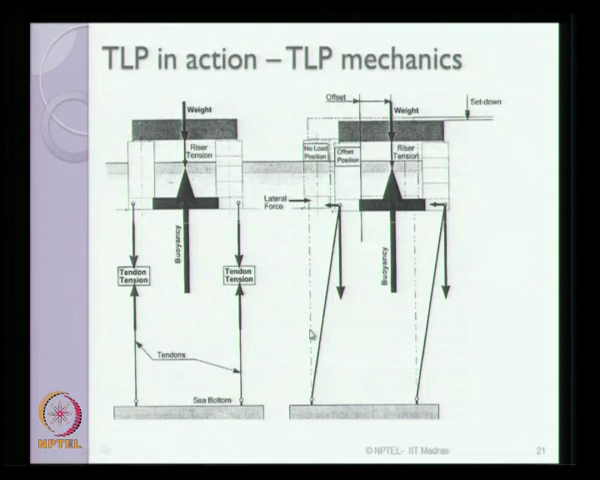 TLP in action – TLP mechanics
Weight
Riser
Tension
Buoyancy
Tendon
Tension
Tendon
Tension
Tendons
Sea Bottom
Offset
Weight
Set-down
No Load
Position
Offset
Position
Riser
Tension
Lateral
Force
Buoyancy
NPTEL
© NPTEL- IIT Madras
21